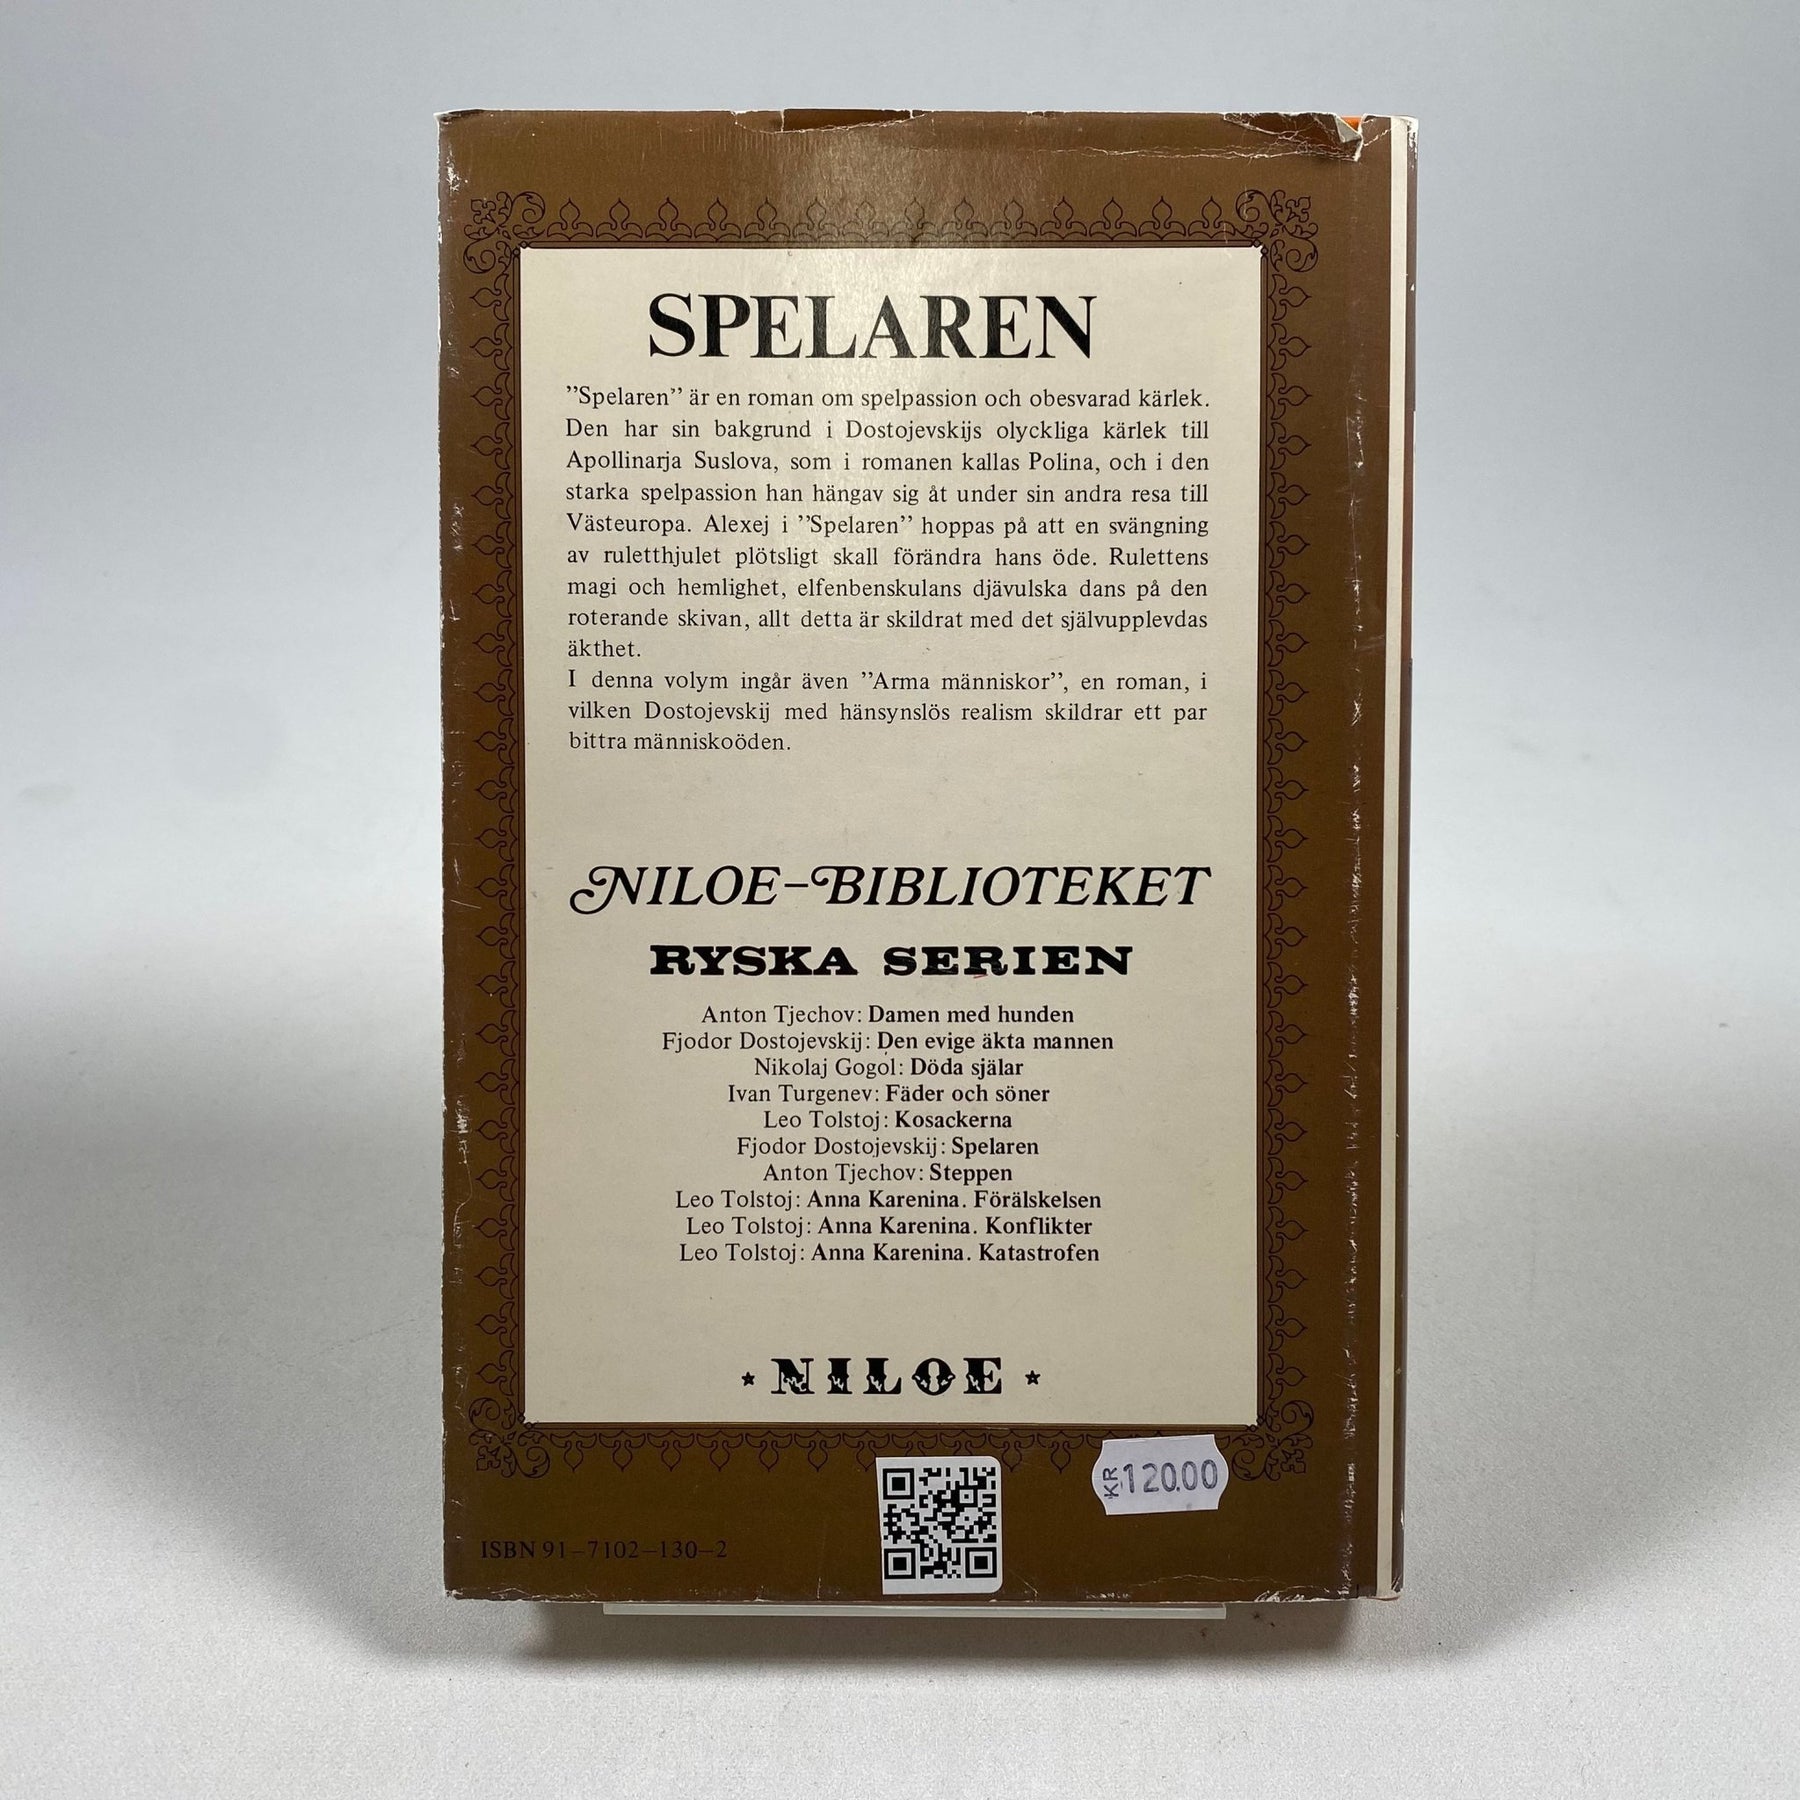 SPELAREN
”Spelaren” är en roman om spelpassion och obesvarad kärlek.
Den har sin bakgrund i Dostojevskijs olyckliga kärlek till
Apollinarja Suslova, som i romanen kallas Polina, och i den
starka spelpassion han hängav sig åt under sin andra resa till
Västeuropa. Alexej i ”Spelaren” hoppas på att en svängning
av ruletthjulet plötsligt skall förändra hans öde. Rulettens
magi och hemlighet, elfenbenskulans djävulska dans på den
roterande skivan, allt detta är skildrat med det självupplevdas
äkthet.
I denna volym ingår även ”Arma människor”, en roman, i
vilken Dostojevskij med hänsynslös realism skildrar ett par
bittra människoöden.
NILOE–BIBLIOTEKET
RYSKA SERIEN
Anton Tjechov: Damen med hunden
Fjodor Dostojevskij: Den evige äkta mannen
Nikolaj Gogol: Döda själar
Ivan Turgenev: Fäder och söner
Leo Tolstoj: Kosackerna
Fjodor Dostojevskij: Spelaren
Anton Tjechov: Steppen
Leo Tolstoj: Anna Karenina. Förälskelsen
Leo Tolstoj: Anna Karenina. Konflikter
Leo Tolstoj: Anna Karenina. Katastrofen
★ NILOE ★
KR 120.00
ISBN 91–7102–130–2